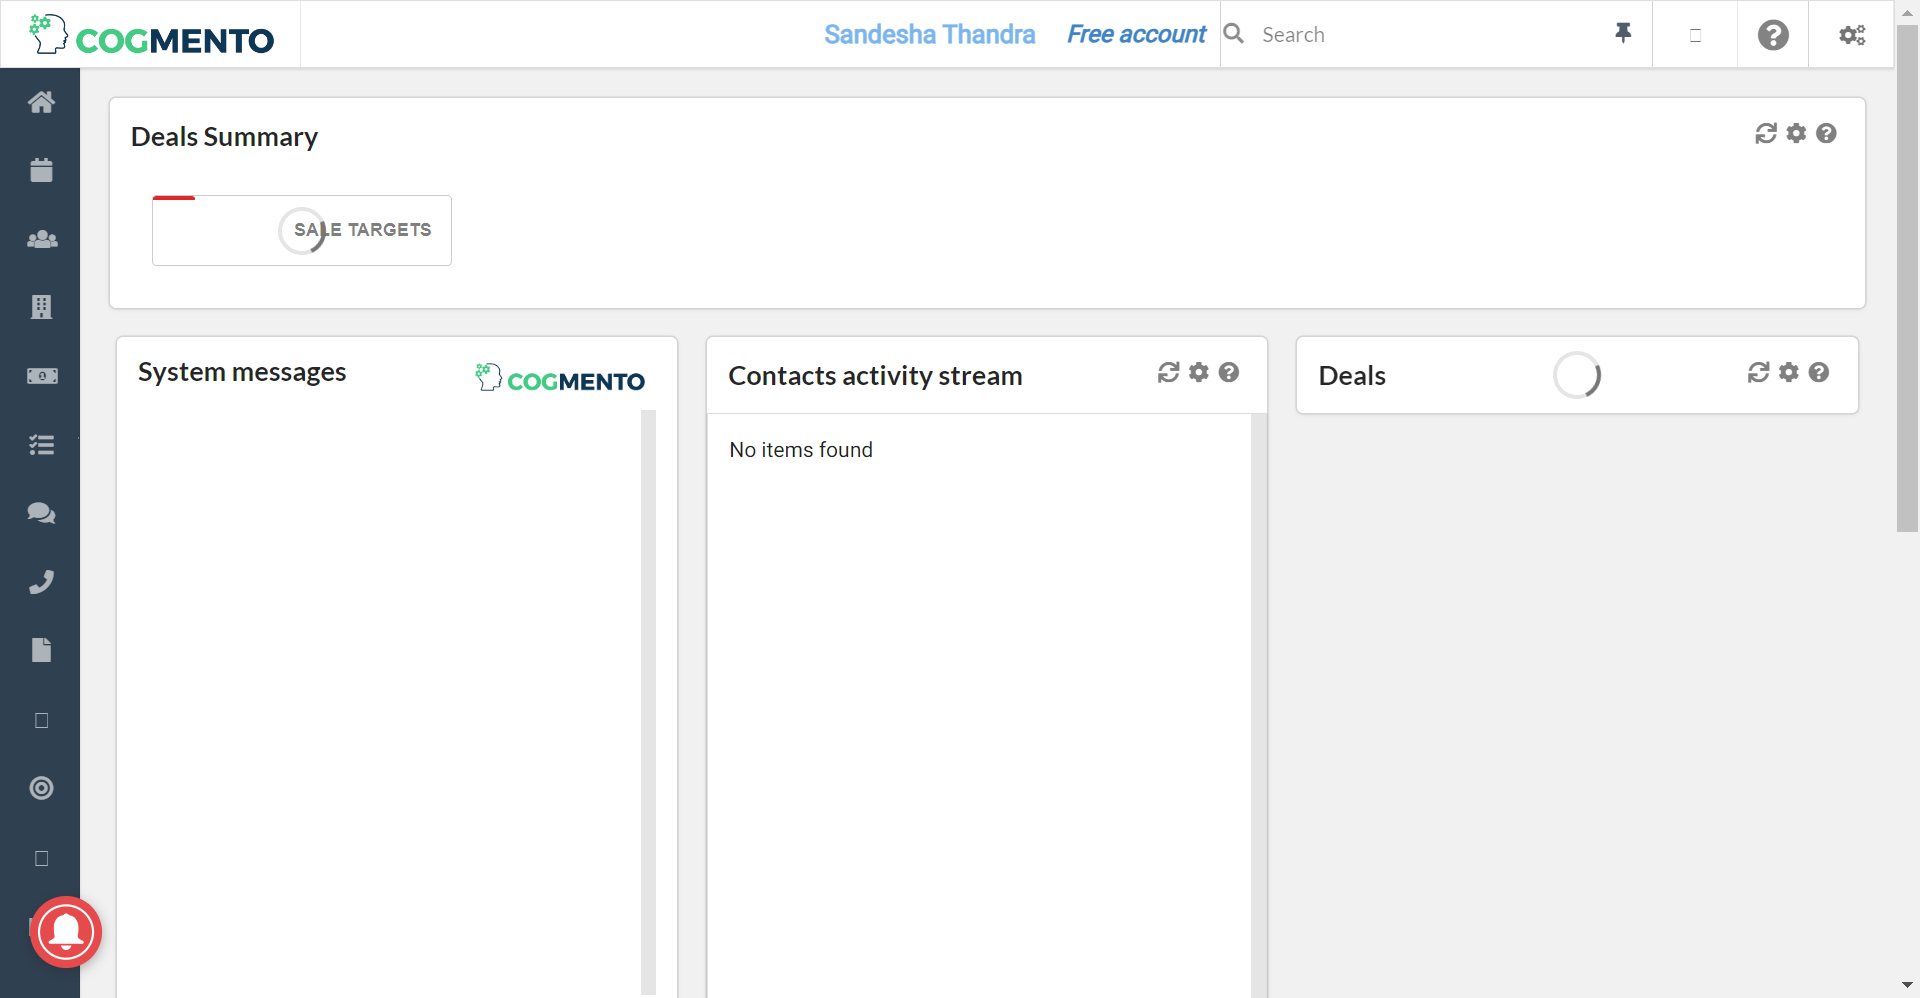 COGMENTO
Sandesha Thandra Free account Search
Deals Summary
SALE TARGETS
System messages COGMENTO
Contacts activity stream
Deals
No items found